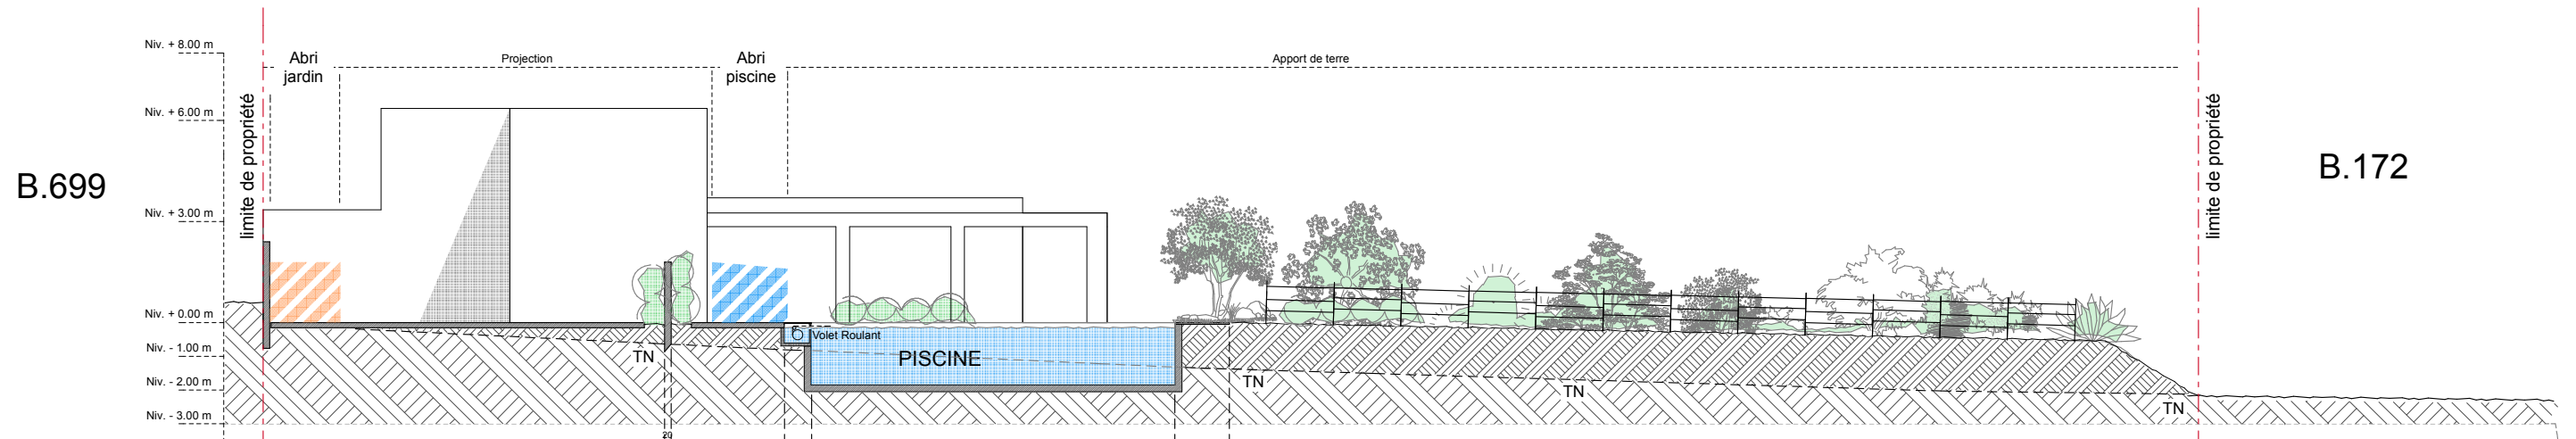 Niv. + 8.00 m
Abri
jardin
Projection
Abri
piscine
Apport de terre
Niv. + 6.00 m
limite de propriété
limite de propriété
B.699
B.172
Niv. + 3.00 m
Niv. + 0.00 m
Volet Roulant
Niv. - 1.00 m
TN
PISCINE
Niv. - 2.00 m
TN
TN
Niv. - 3.00 m
TN
20